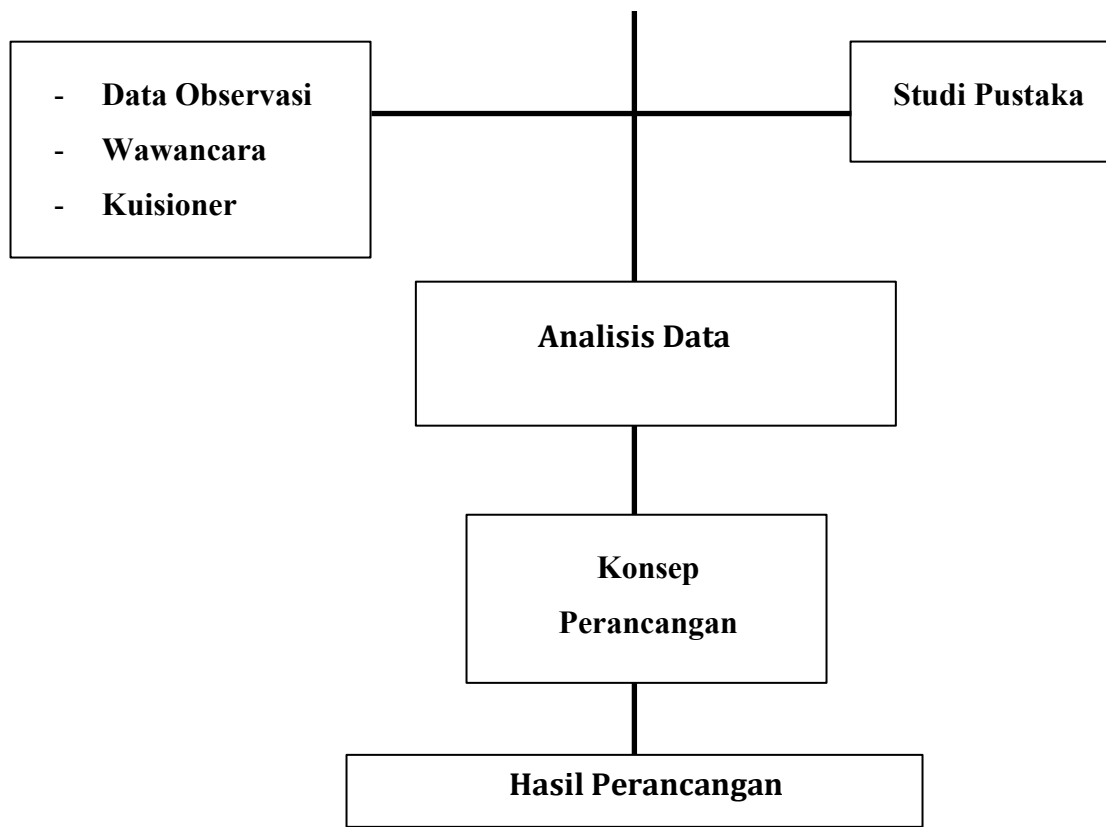 - Data Observasi
- Wawancara
- Kuisioner
Studi Pustaka
Analisis Data
Konsep
Perancangan
Hasil Perancangan